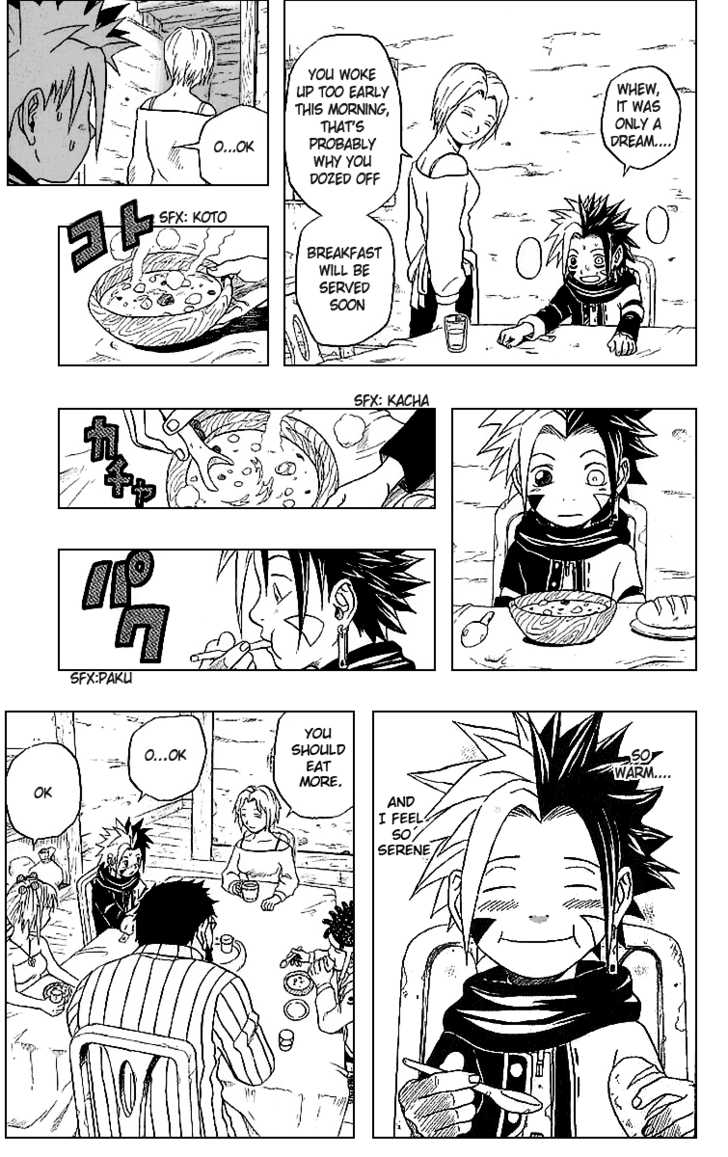 WHEW,
IT WAS
ONLY A
DREAM....
YOU WOKE
UP TOO EARLY
THIS MORNING,
THAT'S
PROBABLY
WHY YOU
DOZED OFF
BREAKFAST
WILL BE
SERVED
SOON
O...OK
SFX: KOTO
コト
SFX: KACHA
カチャ
パク
SFX:PAKU
SO
WARM....
AND
I FEEL
SO
SERENE
YOU
SHOULD
EAT
MORE.
O...OK
OK